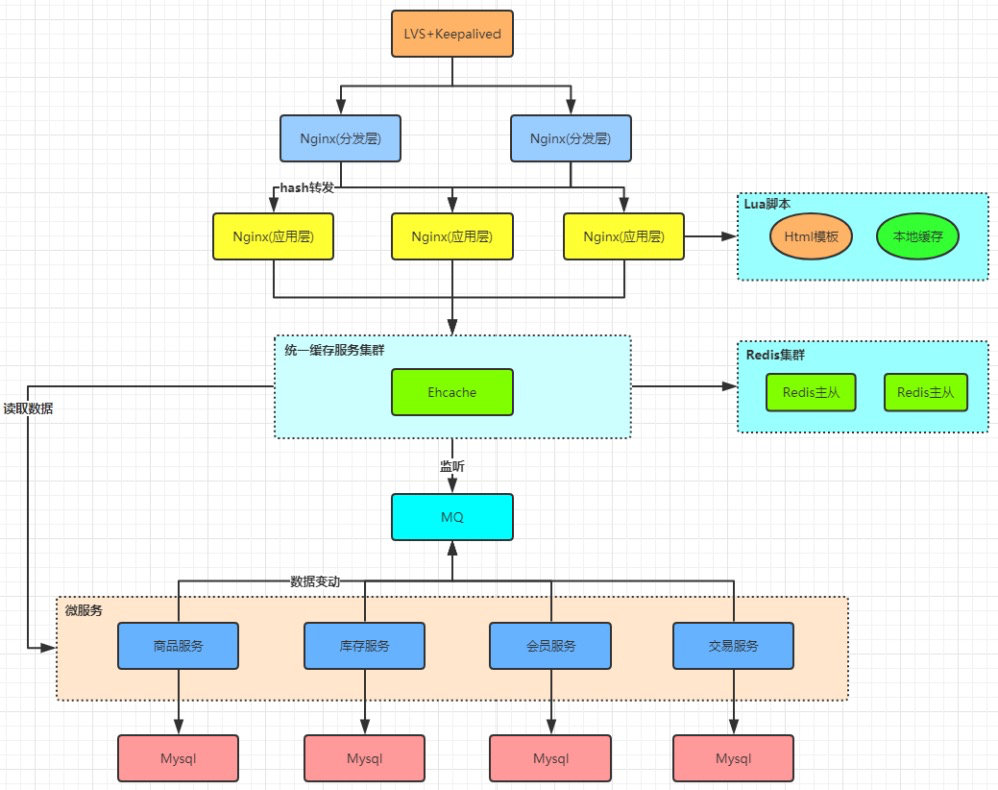 LVS+Keepalived
Nginx(分发层)
Nginx(分发层)
hash转发
Nginx(应用层)
Nginx(应用层)
Nginx(应用层)
Lua脚本
Html模板
本地缓存
统一缓存服务集群
Ehcache
Redis集群
Redis主从
Redis主从
读取数据
监听
MQ
数据变动
微服务
商品服务
库存服务
会员服务
交易服务
Mysql
Mysql
Mysql
Mysql